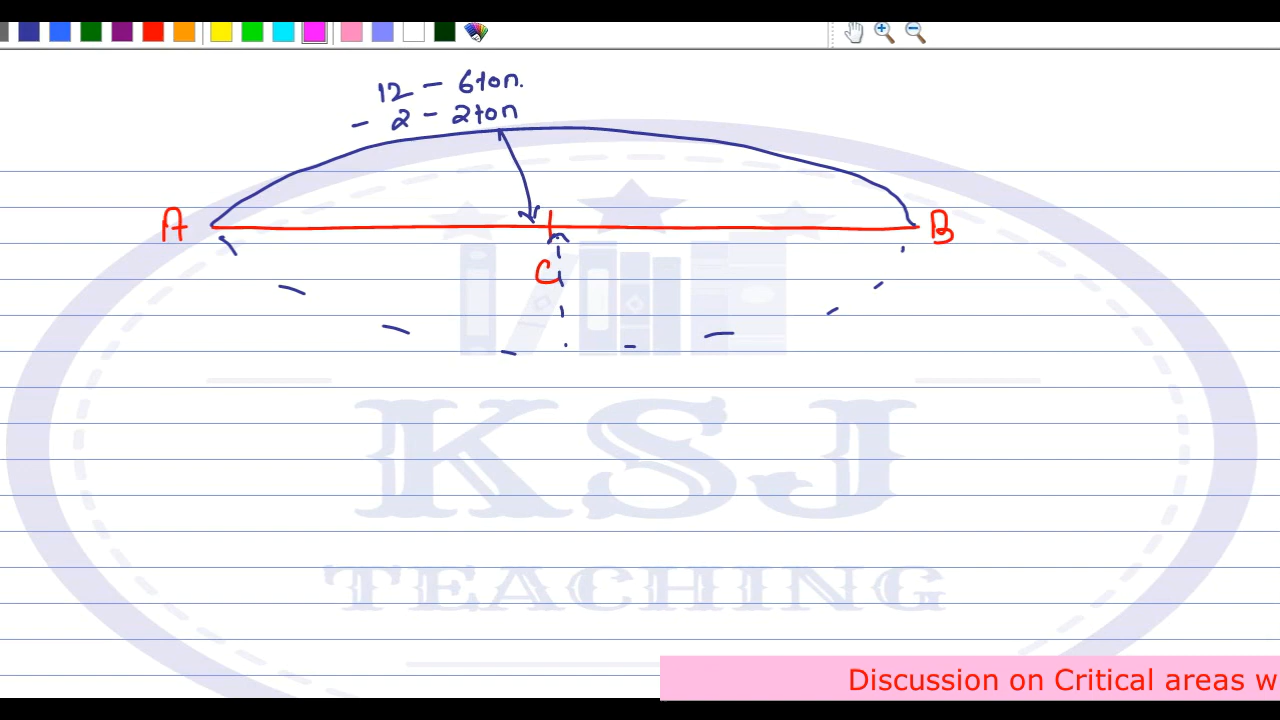 12 - 6ton.
- 2 - 2ton
A
B
C
KSJ
TEACHING
Discussion on Critical areas w